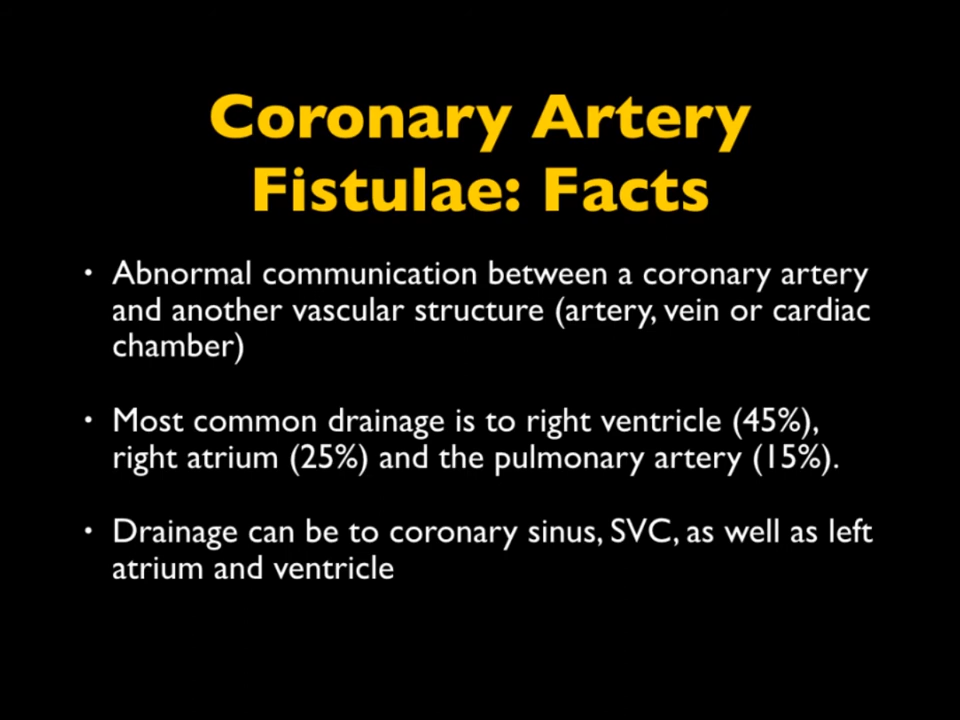 Coronary Artery
Fistulae: Facts
• Abnormal communication between a coronary artery
and another vascular structure (artery, vein or cardiac
chamber)
• Most common drainage is to right ventricle (45%),
right atrium (25%) and the pulmonary artery (15%).
• Drainage can be to coronary sinus, SVC, as well as left
atrium and ventricle